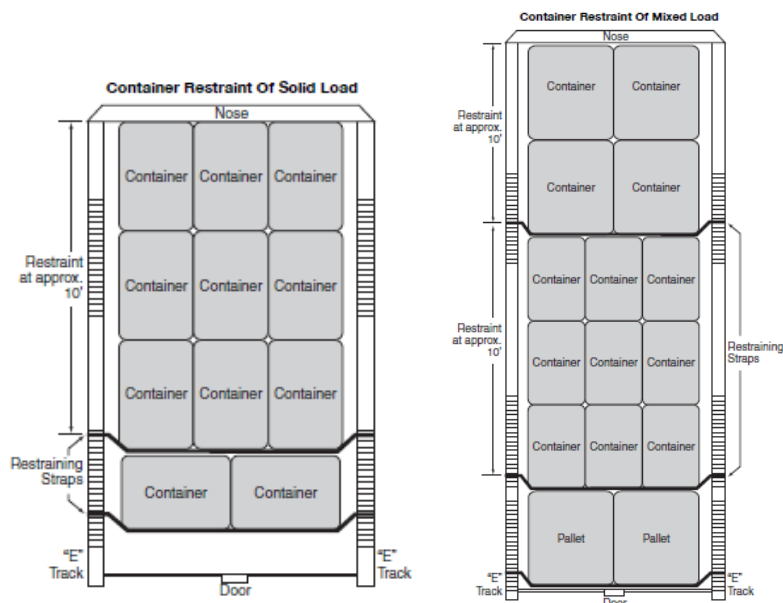 Container Restraint Of Solid Load
Nose
Container Container Container
Restraint
at approx.
10'
Container Container Container
Container Container Container
Restraining
Straps
Container Container
"E"
Track
"E"
Track
Door
Container Restraint Of Mixed Load
Nose
Container Container
Restraint
at approx.
10'
Container Container
Container Container Container
Restraint
at approx.
10'
Container Container Container
Restraining
Straps
Container Container Container
Pallet Pallet
"E"
Track
"E"
Track
Door